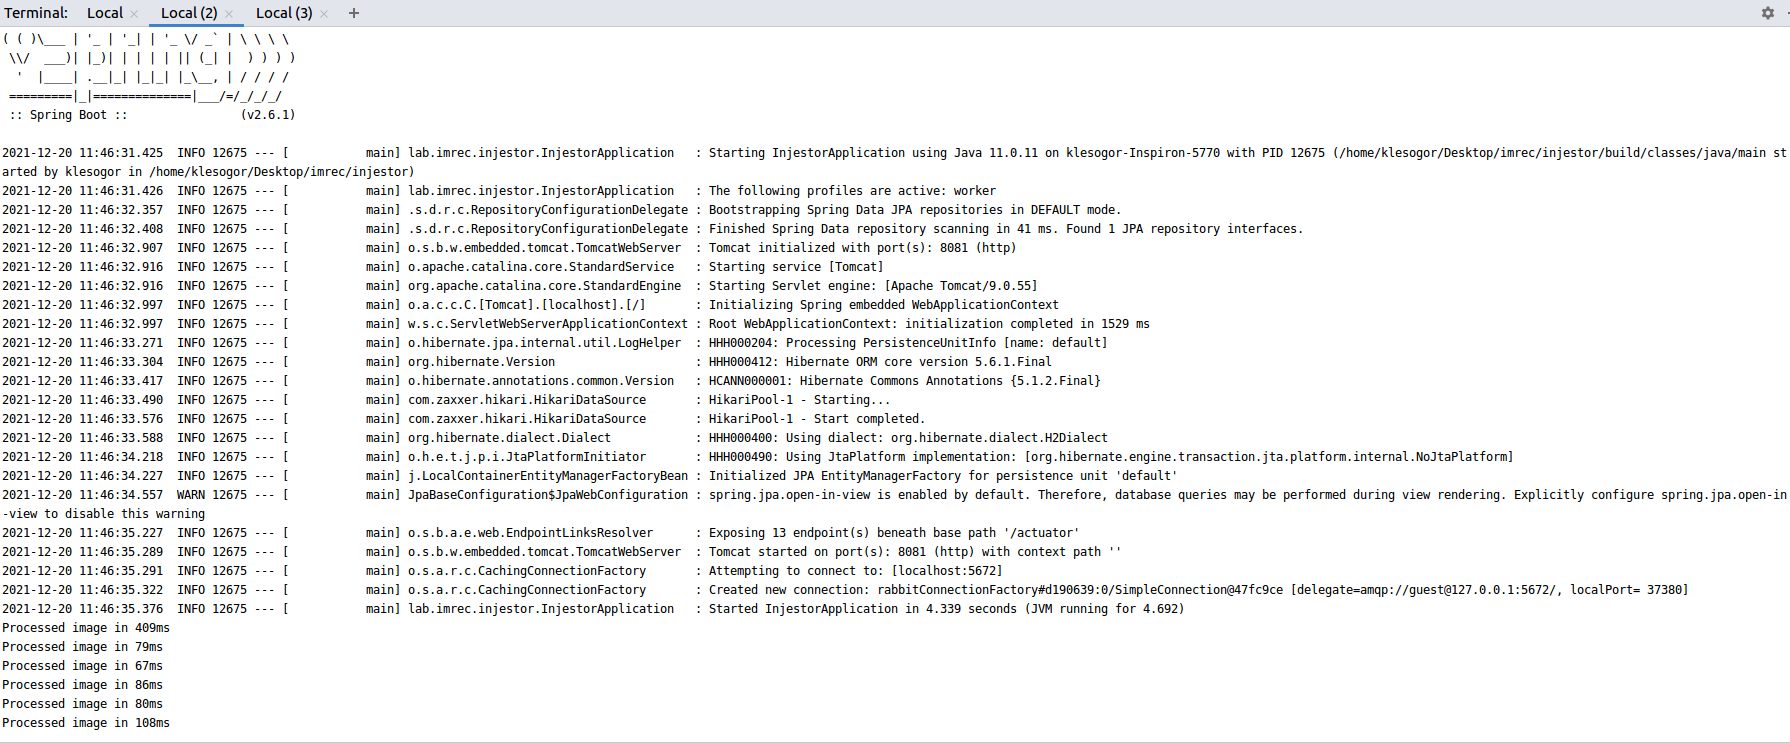 Terminal: Local × Local (2) × Local (3) × +
( ( )\___ | '_ | '_| | '_ \/ _` | \ \ \ \
 \\/  ___)| |_)| | | | | || (_| |  ) ) ) )
  '  |____| .__|_| |_|_| |_\__, | / / / /
 =========|_|==============|___/=/_/_/_/
 :: Spring Boot ::                (v2.6.1)
2021-12-20 11:46:31.425  INFO 12675 --- [           main] lab.imrec.injestor.InjestorApplication   : Starting InjestorApplication using Java 11.0.11 on klesogor-Inspiron-5770 with PID 12675 (/home/klesogor/Desktop/imrec/injestor/build/classes/java/main st
arted by klesogor in /home/klesogor/Desktop/imrec/injestor)
2021-12-20 11:46:31.426  INFO 12675 --- [           main] lab.imrec.injestor.InjestorApplication   : The following profiles are active: worker
2021-12-20 11:46:32.357  INFO 12675 --- [           main] .s.d.r.c.RepositoryConfigurationDelegate : Bootstrapping Spring Data JPA repositories in DEFAULT mode.
2021-12-20 11:46:32.408  INFO 12675 --- [           main] .s.d.r.c.RepositoryConfigurationDelegate : Finished Spring Data repository scanning in 41 ms. Found 1 JPA repository interfaces.
2021-12-20 11:46:32.907  INFO 12675 --- [           main] o.s.b.w.embedded.tomcat.TomcatWebServer  : Tomcat initialized with port(s): 8081 (http)
2021-12-20 11:46:32.916  INFO 12675 --- [           main] o.apache.catalina.core.StandardService   : Starting service [Tomcat]
2021-12-20 11:46:32.916  INFO 12675 --- [           main] org.apache.catalina.core.StandardEngine  : Starting Servlet engine: [Apache Tomcat/9.0.55]
2021-12-20 11:46:32.997  INFO 12675 --- [           main] o.a.c.c.C.[Tomcat].[localhost].[/]       : Initializing Spring embedded WebApplicationContext
2021-12-20 11:46:32.997  INFO 12675 --- [           main] w.s.c.ServletWebServerApplicationContext : Root WebApplicationContext: initialization completed in 1529 ms
2021-12-20 11:46:33.271  INFO 12675 --- [           main] o.hibernate.jpa.internal.util.LogHelper  : HHH000204: Processing PersistenceUnitInfo [name: default]
2021-12-20 11:46:33.304  INFO 12675 --- [           main] org.hibernate.Version                    : HHH000412: Hibernate ORM core version 5.6.1.Final
2021-12-20 11:46:33.417  INFO 12675 --- [           main] o.hibernate.annotations.common.Version   : HCANN000001: Hibernate Commons Annotations {5.1.2.Final}
2021-12-20 11:46:33.490  INFO 12675 --- [           main] com.zaxxer.hikari.HikariDataSource       : HikariPool-1 - Starting...
2021-12-20 11:46:33.576  INFO 12675 --- [           main] com.zaxxer.hikari.HikariDataSource       : HikariPool-1 - Start completed.
2021-12-20 11:46:33.588  INFO 12675 --- [           main] org.hibernate.dialect.Dialect            : HHH000400: Using dialect: org.hibernate.dialect.H2Dialect
2021-12-20 11:46:34.218  INFO 12675 --- [           main] o.h.e.t.j.p.i.JtaPlatformInitiator       : HHH000490: Using JtaPlatform implementation: [org.hibernate.engine.transaction.jta.platform.internal.NoJtaPlatform]
2021-12-20 11:46:34.227  INFO 12675 --- [           main] j.LocalContainerEntityManagerFactoryBean : Initialized JPA EntityManagerFactory for persistence unit 'default'
2021-12-20 11:46:34.557  WARN 12675 --- [           main] JpaBaseConfiguration$JpaWebConfiguration : spring.jpa.open-in-view is enabled by default. Therefore, database queries may be performed during view rendering. Explicitly configure spring.jpa.open-in
-view to disable this warning
2021-12-20 11:46:35.227  INFO 12675 --- [           main] o.s.b.a.e.web.EndpointLinksResolver      : Exposing 13 endpoint(s) beneath base path '/actuator'
2021-12-20 11:46:35.289  INFO 12675 --- [           main] o.s.b.w.embedded.tomcat.TomcatWebServer  : Tomcat started on port(s): 8081 (http) with context path ''
2021-12-20 11:46:35.291  INFO 12675 --- [           main] o.s.a.r.c.CachingConnectionFactory       : Attempting to connect to: [localhost:5672]
2021-12-20 11:46:35.322  INFO 12675 --- [           main] o.s.a.r.c.CachingConnectionFactory       : Created new connection: rabbitConnectionFactory#d190639:0/SimpleConnection@47fc9ce [delegate=amqp://guest@127.0.0.1:5672/, localPort= 37380]
2021-12-20 11:46:35.376  INFO 12675 --- [           main] lab.imrec.injestor.InjestorApplication   : Started InjestorApplication in 4.339 seconds (JVM running for 4.692)
Processed image in 409ms
Processed image in 79ms
Processed image in 67ms
Processed image in 86ms
Processed image in 80ms
Processed image in 108ms